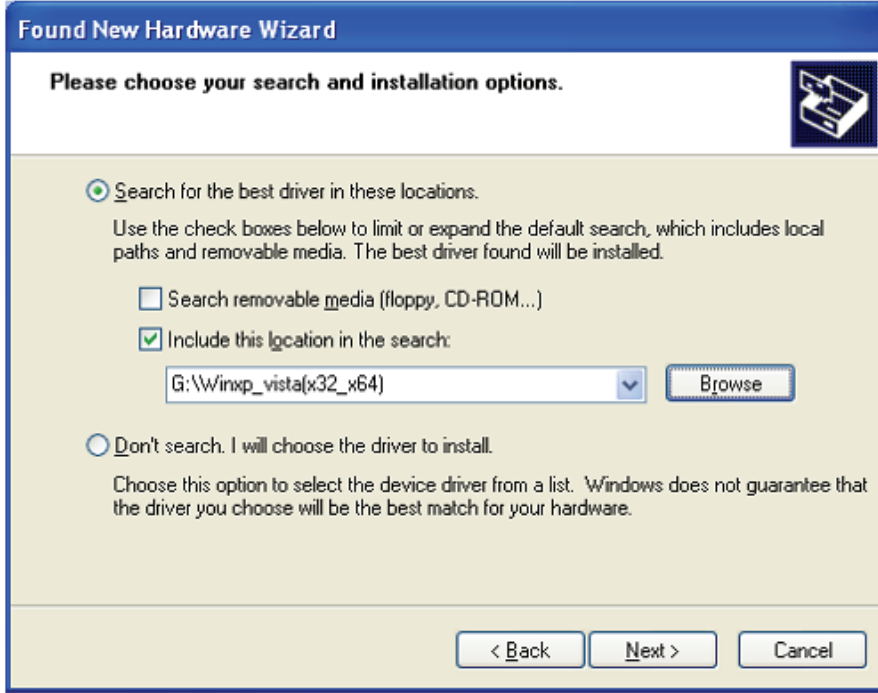 Found New Hardware Wizard
Please choose your search and installation options.
Search for the best driver in these locations.
Use the check boxes below to limit or expand the default search, which includes local
paths and removable media. The best driver found will be installed.
Search removable media (floppy, CD-ROM...)
Include this location in the search:
G:\Winxp_vista(x32_x64)
Browse
Don't search. I will choose the driver to install.
Choose this option to select the device driver from a list.  Windows does not guarantee that
the driver you choose will be the best match for your hardware.
< Back
Next >
Cancel